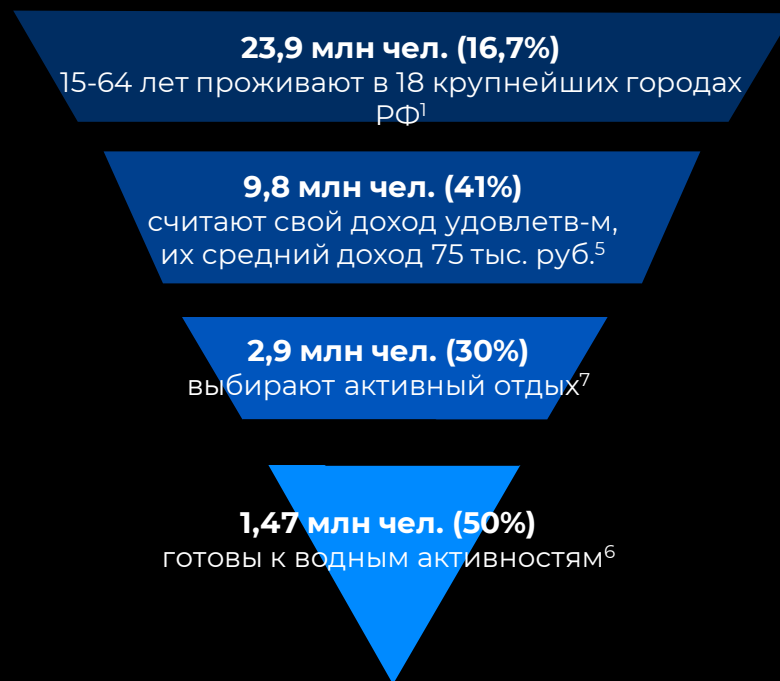 23,9 млн чел. (16,7%)
15-64 лет проживают в 18 крупнейших городах
РФ¹
9,8 млн чел. (41%)
считают свой доход удовлетв-м,
их средний доход 75 тыс. руб.⁵
2,9 млн чел. (30%)
выбирают активный отдых⁷
1,47 млн чел. (50%)
готовы к водным активностям⁶